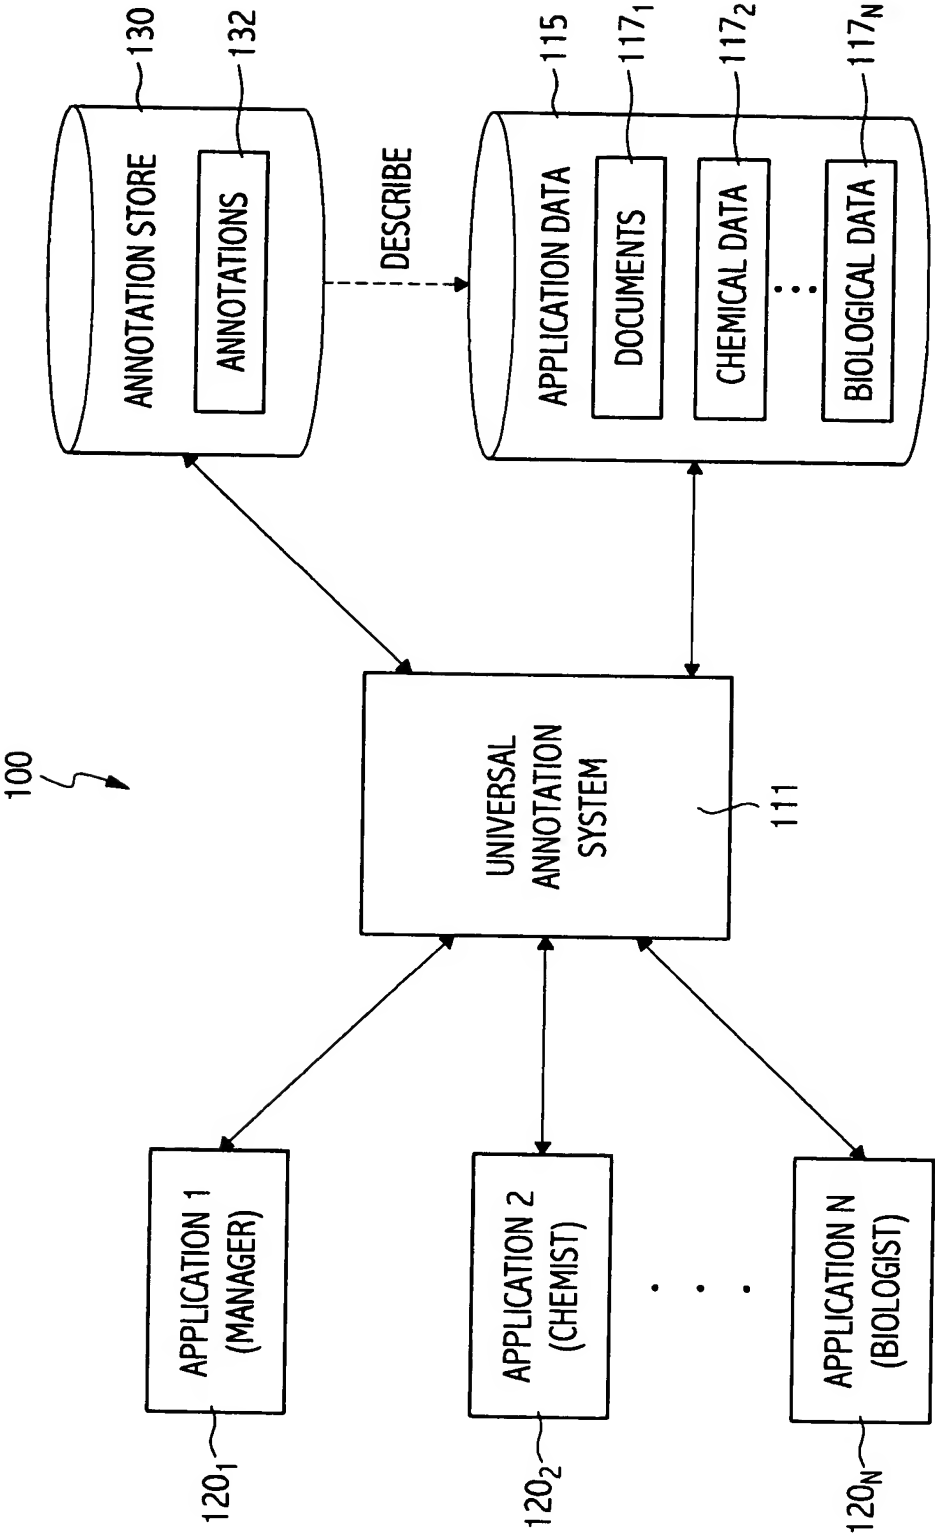 100
APPLICATION 1
(MANAGER)
120₁
APPLICATION 2
(CHEMIST)
120₂
APPLICATION N
(BIOLOGIST)
120N
UNIVERSAL
ANNOTATION
SYSTEM
111
ANNOTATION STORE
130
ANNOTATIONS
132
DESCRIBE
APPLICATION DATA
115
DOCUMENTS
117₁
CHEMICAL DATA
117₂
BIOLOGICAL DATA
117N